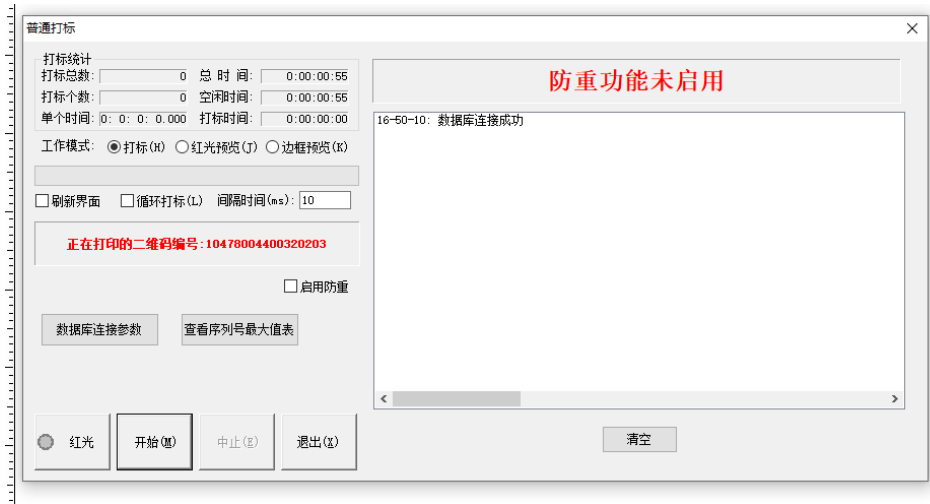 普通打标
打标统计
打标总数: 0 总 时 间: 0:00:00:55
打标个数: 0 空闲时间: 0:00:00:55
单个时间: 0: 0: 0: 0.000 打标时间: 0:00:00:00
工作模式: 打标(H) 红光预览(J) 边框预览(K)
刷新界面 循环打标(L) 间隔时间(ms): 10
正在打印的二维码编号:10478004400320203
启用防重
数据库连接参数 查看序列号最大值表
红光 开始(M) 中止(E) 退出(X)
防重功能未启用
16-50-10: 数据库连接成功
清空